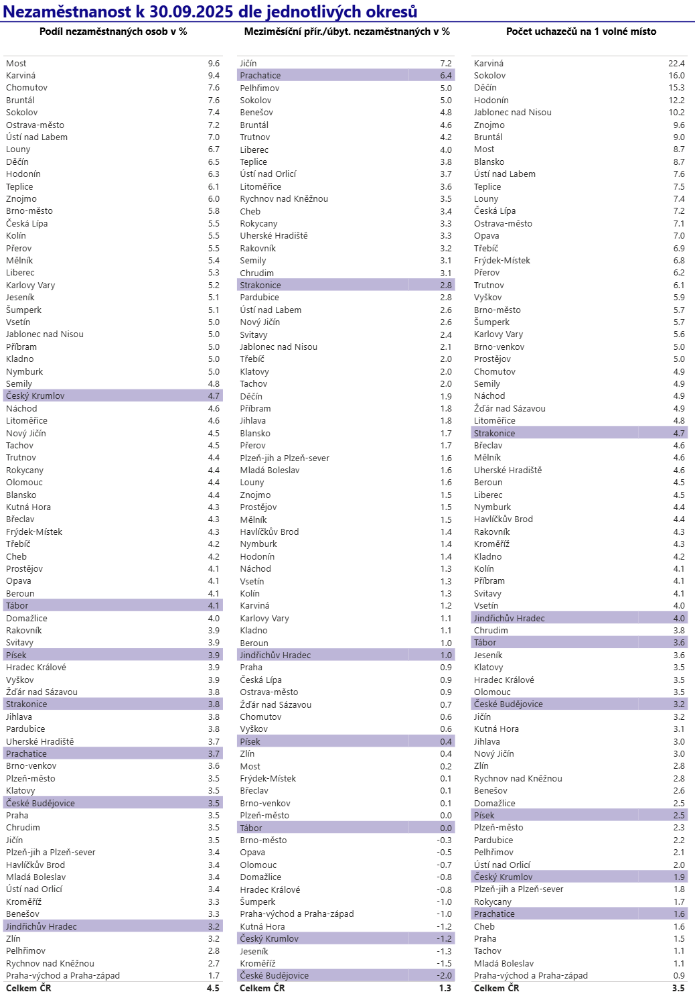 Nezaměstnanost k 30.09.2025 dle jednotlivých okresů
Podíl nezaměstnaných osob v %
Most 9.6
Karviná 9.4
Chomutov 7.6
Bruntál 7.6
Sokolov 7.4
Ostrava-město 7.2
Ústí nad Labem 7.0
Louny 6.7
Děčín 6.5
Hodonín 6.3
Teplice 6.1
Znojmo 6.0
Brno-město 5.8
Česká Lípa 5.5
Kolín 5.5
Přerov 5.5
Mělník 5.4
Liberec 5.3
Karlovy Vary 5.2
Jeseník 5.1
Šumperk 5.1
Vsetín 5.0
Jablonec nad Nisou 5.0
Příbram 5.0
Kladno 5.0
Nymburk 5.0
Semily 4.8
Český Krumlov 4.7
Náchod 4.6
Litoměřice 4.6
Nový Jičín 4.5
Tachov 4.5
Trutnov 4.4
Rokycany 4.4
Olomouc 4.4
Blansko 4.4
Kutná Hora 4.3
Břeclav 4.3
Frýdek-Místek 4.3
Třebíč 4.2
Cheb 4.2
Prostějov 4.1
Opava 4.1
Beroun 4.1
Tábor 4.1
Domažlice 4.0
Rakovník 3.9
Svitavy 3.9
Písek 3.9
Hradec Králové 3.9
Vyškov 3.9
Žďár nad Sázavou 3.8
Strakonice 3.8
Jihlava 3.8
Pardubice 3.8
Uherské Hradiště 3.7
Prachatice 3.7
Brno-venkov 3.6
Plzeň-město 3.5
Klatovy 3.5
České Budějovice 3.5
Praha 3.5
Chrudim 3.5
Jičín 3.5
Plzeň-jih a Plzeň-sever 3.4
Havlíčkův Brod 3.4
Mladá Boleslav 3.4
Ústí nad Orlicí 3.4
Kroměříž 3.3
Benešov 3.3
Jindřichův Hradec 3.2
Zlín 3.2
Pelhřimov 2.8
Rychnov nad Kněžnou 2.7
Praha-východ a Praha-západ 1.7
Celkem ČR 4.5
Meziměsíční přír./úbyt. nezaměstnaných v %
Jičín 7.2
Prachatice 6.4
Pelhřimov 5.0
Sokolov 5.0
Benešov 4.8
Bruntál 4.6
Trutnov 4.2
Liberec 4.0
Teplice 3.8
Ústí nad Orlicí 3.7
Litoměřice 3.6
Rychnov nad Kněžnou 3.5
Cheb 3.4
Rokycany 3.3
Uherské Hradiště 3.3
Rakovník 3.2
Semily 3.1
Chrudim 3.1
Strakonice 2.8
Pardubice 2.8
Ústí nad Labem 2.6
Nový Jičín 2.6
Svitavy 2.4
Jablonec nad Nisou 2.1
Třebíč 2.0
Klatovy 2.0
Tachov 2.0
Děčín 1.9
Příbram 1.8
Jihlava 1.8
Blansko 1.7
Přerov 1.7
Plzeň-jih a Plzeň-sever 1.6
Mladá Boleslav 1.6
Louny 1.6
Znojmo 1.5
Prostějov 1.5
Mělník 1.5
Havlíčkův Brod 1.4
Nymburk 1.4
Hodonín 1.4
Náchod 1.3
Vsetín 1.3
Kolín 1.3
Karviná 1.2
Karlovy Vary 1.1
Kladno 1.1
Beroun 1.0
Jindřichův Hradec 1.0
Praha 0.9
Česká Lípa 0.9
Ostrava-město 0.9
Žďár nad Sázavou 0.7
Chomutov 0.6
Vyškov 0.6
Písek 0.4
Zlín 0.4
Most 0.2
Frýdek-Místek 0.1
Břeclav 0.1
Brno-venkov 0.1
Plzeň-město 0.0
Tábor 0.0
Brno-město -0.3
Opava -0.5
Olomouc -0.7
Domažlice -0.8
Hradec Králové -0.8
Šumperk -1.0
Praha-východ a Praha-západ -1.0
Kutná Hora -1.2
Český Krumlov -1.2
Jeseník -1.3
Kroměříž -1.5
České Budějovice -2.0
Celkem ČR 1.3
Počet uchazečů na 1 volné místo
Karviná 22.4
Sokolov 16.0
Děčín 15.3
Hodonín 12.2
Jablonec nad Nisou 10.2
Znojmo 9.6
Bruntál 9.0
Most 8.7
Blansko 8.7
Ústí nad Labem 7.6
Teplice 7.5
Louny 7.4
Česká Lípa 7.2
Ostrava-město 7.1
Opava 7.0
Třebíč 6.9
Frýdek-Místek 6.8
Přerov 6.2
Trutnov 6.1
Vyškov 5.9
Brno-město 5.7
Šumperk 5.7
Karlovy Vary 5.6
Brno-venkov 5.0
Prostějov 5.0
Chomutov 4.9
Semily 4.9
Náchod 4.9
Žďár nad Sázavou 4.9
Litoměřice 4.8
Strakonice 4.7
Břeclav 4.6
Mělník 4.6
Uherské Hradiště 4.6
Beroun 4.5
Liberec 4.5
Nymburk 4.4
Havlíčkův Brod 4.4
Rakovník 4.3
Kroměříž 4.3
Kladno 4.2
Kolín 4.1
Příbram 4.1
Svitavy 4.1
Vsetín 4.0
Jindřichův Hradec 4.0
Chrudim 3.8
Tábor 3.6
Jeseník 3.6
Klatovy 3.5
Hradec Králové 3.5
Olomouc 3.5
České Budějovice 3.2
Jičín 3.2
Kutná Hora 3.1
Jihlava 3.0
Nový Jičín 3.0
Zlín 2.8
Rychnov nad Kněžnou 2.8
Benešov 2.6
Domažlice 2.5
Písek 2.5
Plzeň-město 2.3
Pardubice 2.2
Pelhřimov 2.1
Ústí nad Orlicí 2.0
Český Krumlov 1.9
Plzeň-jih a Plzeň-sever 1.8
Rokycany 1.7
Prachatice 1.6
Cheb 1.6
Praha 1.5
Tachov 1.1
Mladá Boleslav 1.1
Praha-východ a Praha-západ 0.9
Celkem ČR 3.5